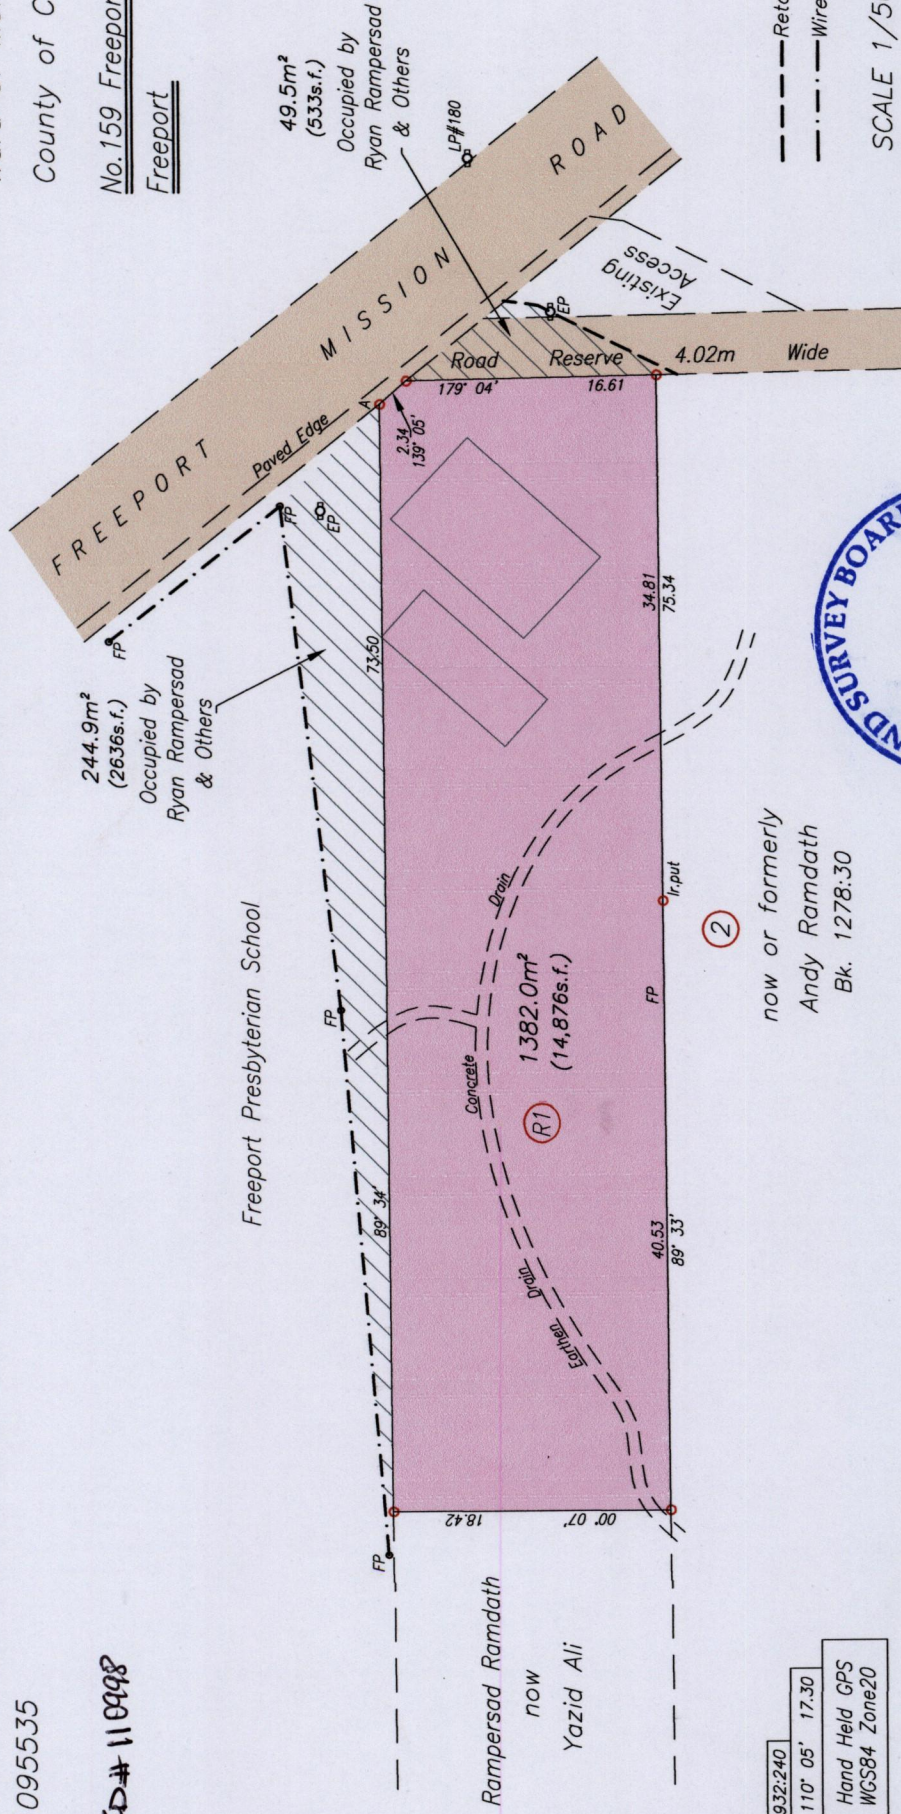 095535
D# 110998
County of C
No.159 Freepor
Freeport
49.5m²
(533s.f.)
Occupied by
Ryan Rampersad
& Others
LP#180
FREEPORT MISSION ROAD
Paved Edge
Existing
Access
EP
Road Reserve
4.02m Wide
179° 04'
16.61
A
2.34
139° 05'
FP
FP
EP
244.9m²
(2636s.f.)
Occupied by
Ryan Rampersad
& Others
Freeport Presbyterian School
FP
FP
73.50
89° 34'
34.81
75.34
Drain
Concrete
1382.0m²
(14,876s.f.)
R1
Drain
Earthen
Ir.put
FP
40.53
89° 33'
18.42
00° 07'
2
now or formerly
Andy Ramdath
Bk. 1278:30
Rampersad Ramdath
now
Yazid Ali
932:240
110° 05' 17.30
Hand Held GPS
WGS84 Zone20
Wire
SCALE 1/5
SURVEY BOAR